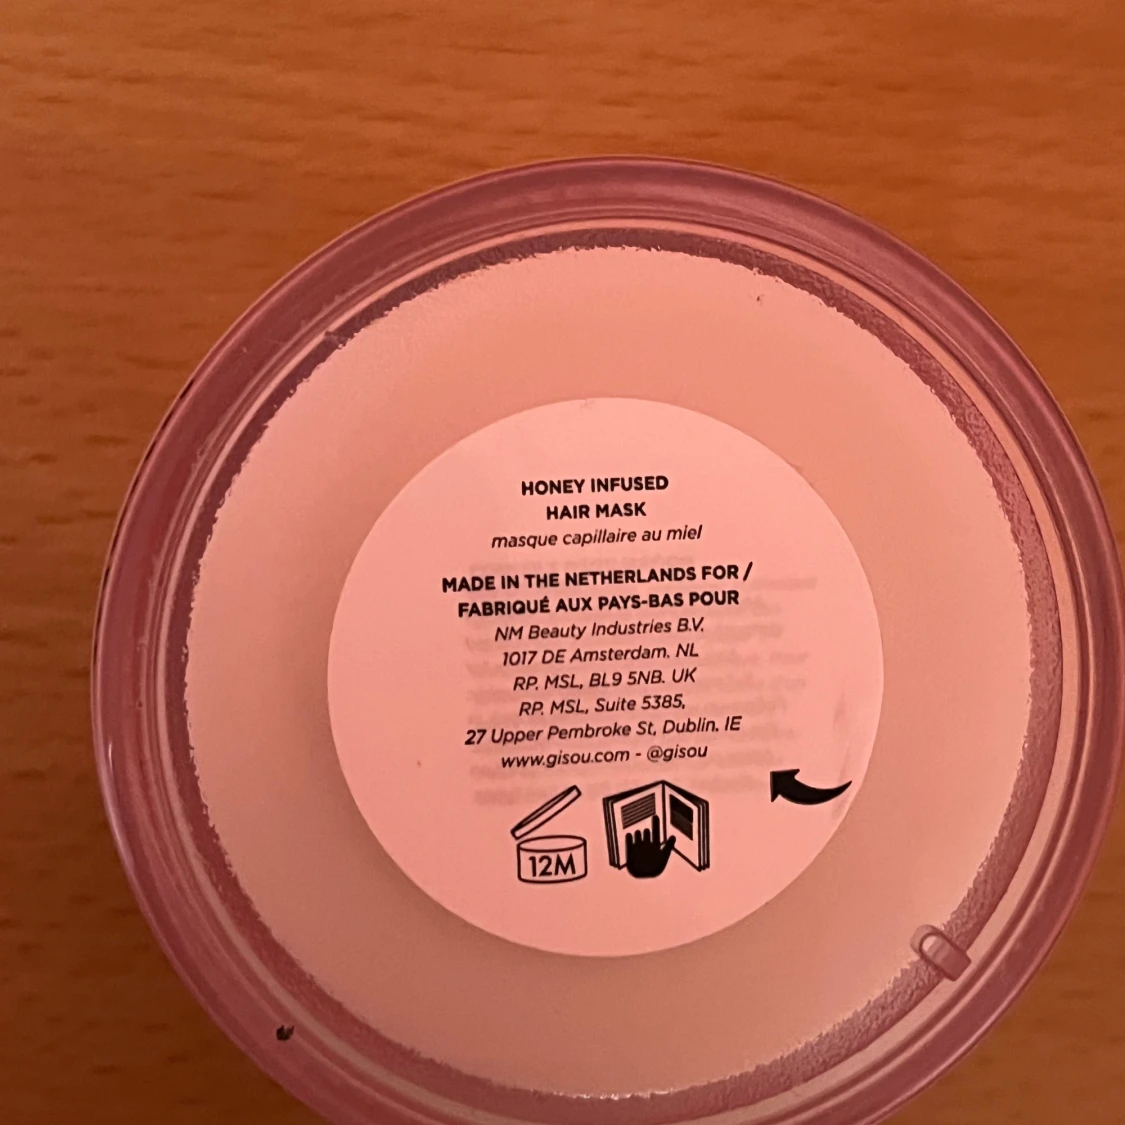 HONEY INFUSED
HAIR MASK
masque capillaire au miel
MADE IN THE NETHERLANDS FOR /
FABRIQUÉ AUX PAYS-BAS POUR
NM Beauty Industries B.V.
1017 DE Amsterdam. NL
RP. MSL, BL9 5NB. UK
RP. MSL, Suite 5385,
27 Upper Pembroke St, Dublin. IE
www.gisou.com - @gisou
12M